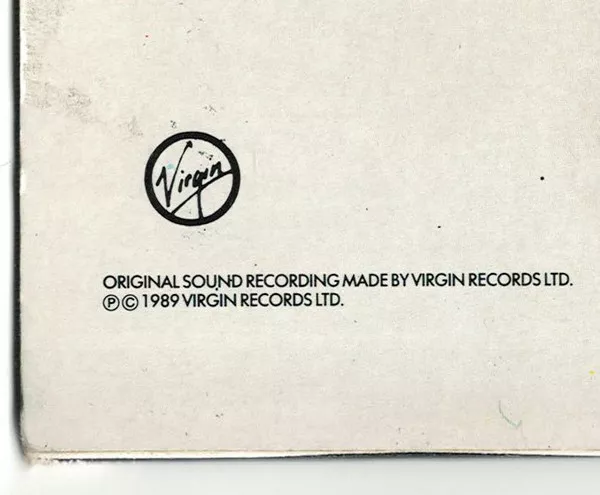 Virgin
ORIGINAL SOUND RECORDING MADE BY VIRGIN RECORDS LTD.
Ⓟ © 1989 VIRGIN RECORDS LTD.